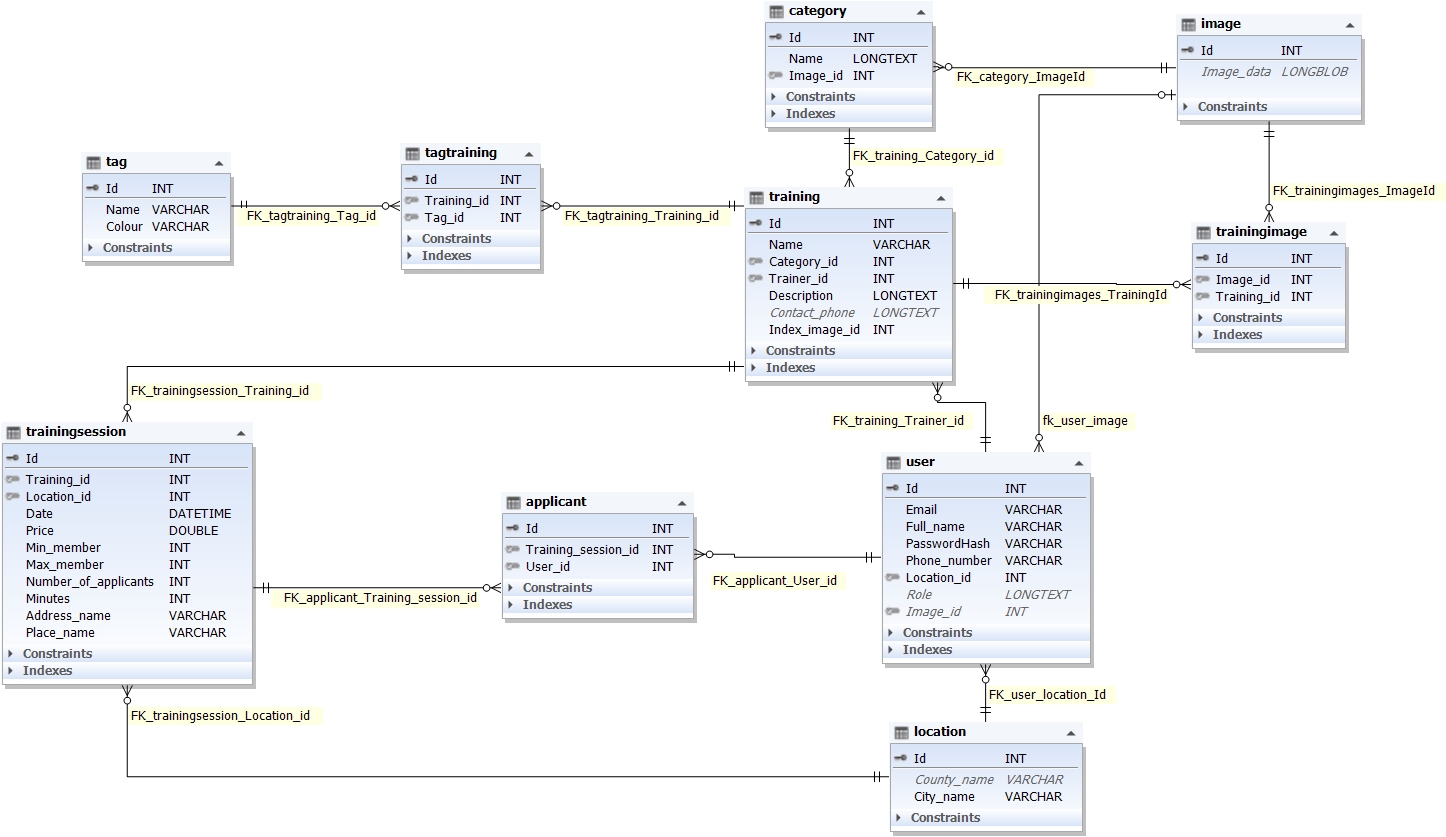 category
Id INT
Name LONGTEXT
Image_id INT
Constraints
Indexes
image
Id INT
Image_data LONGBLOB
Constraints
FK_category_ImageId
FK_training_Category_id
FK_trainingimages_ImageId
tag
Id INT
Name VARCHAR
Colour VARCHAR
Constraints
FK_tagtraining_Tag_id
tagtraining
Id INT
Training_id INT
Tag_id INT
Constraints
Indexes
FK_tagtraining_Training_id
training
Id INT
Name VARCHAR
Category_id INT
Trainer_id INT
Description LONGTEXT
Contact_phone LONGTEXT
Index_image_id INT
Constraints
Indexes
FK_trainingimages_TrainingId
trainingimage
Id INT
Image_id INT
Training_id INT
Constraints
Indexes
FK_trainingsession_Training_id
FK_training_Trainer_id
fk_user_image
trainingsession
Id INT
Training_id INT
Location_id INT
Date DATETIME
Price DOUBLE
Min_member INT
Max_member INT
Number_of_applicants INT
Minutes INT
Address_name VARCHAR
Place_name VARCHAR
Constraints
Indexes
FK_applicant_Training_session_id
applicant
Id INT
Training_session_id INT
User_id INT
Constraints
Indexes
FK_applicant_User_id
user
Id INT
Email VARCHAR
Full_name VARCHAR
PasswordHash VARCHAR
Phone_number VARCHAR
Location_id INT
Role LONGTEXT
Image_id INT
Constraints
Indexes
FK_user_location_Id
FK_trainingsession_Location_id
location
Id INT
County_name VARCHAR
City_name VARCHAR
Constraints